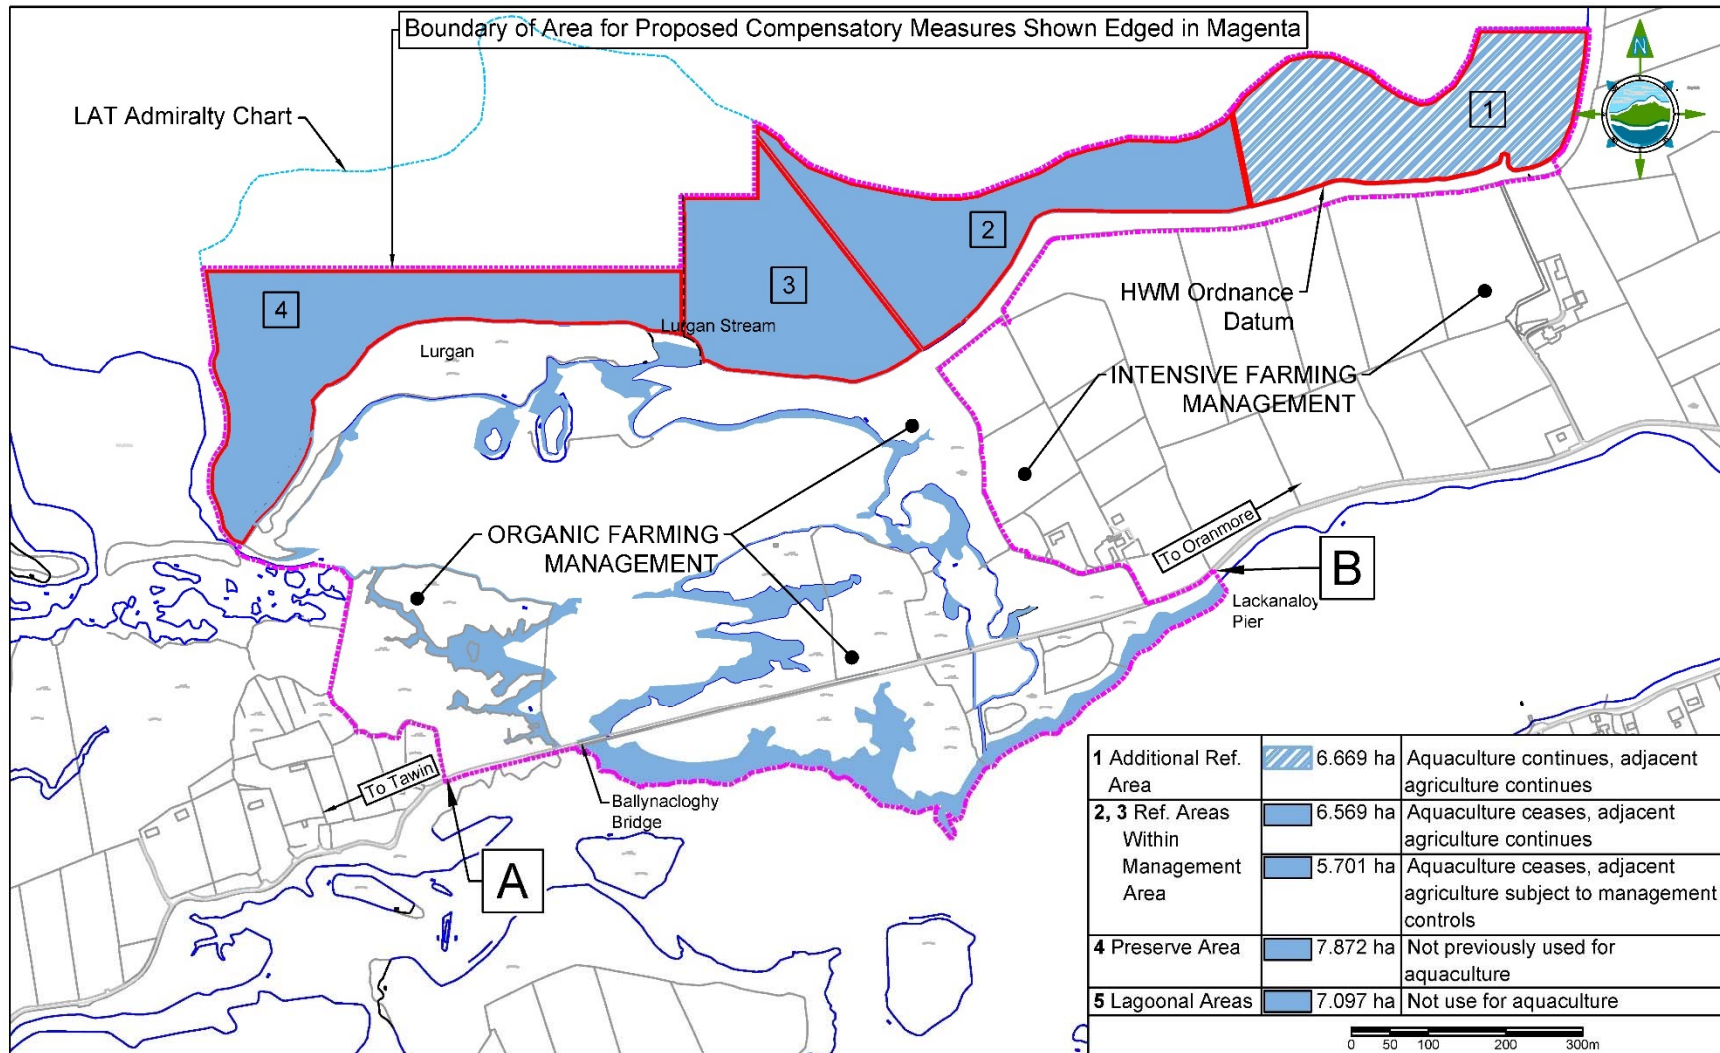 Boundary of Area for Proposed Compensatory Measures Shown Edged in Magenta
N
LAT Admiralty Chart
1
2
3
4
HWM Ordnance
Datum
Lurgan Stream
Lurgan
INTENSIVE FARMING
MANAGEMENT
ORGANIC FARMING
MANAGEMENT
To Oranmore
B
Lackanaloy
Pier
To Tawin
Ballynacloghy
Bridge
A
1 Additional Ref. 6.669 ha Aquaculture continues, adjacent
Area agriculture continues
2, 3 Ref. Areas 6.569 ha Aquaculture ceases, adjacent
Within agriculture continues
Management 5.701 ha Aquaculture ceases, adjacent
Area agriculture subject to management
controls
4 Preserve Area 7.872 ha Not previously used for
aquaculture
5 Lagoonal Areas 7.097 ha Not use for aquaculture
0 50 100 200 300m